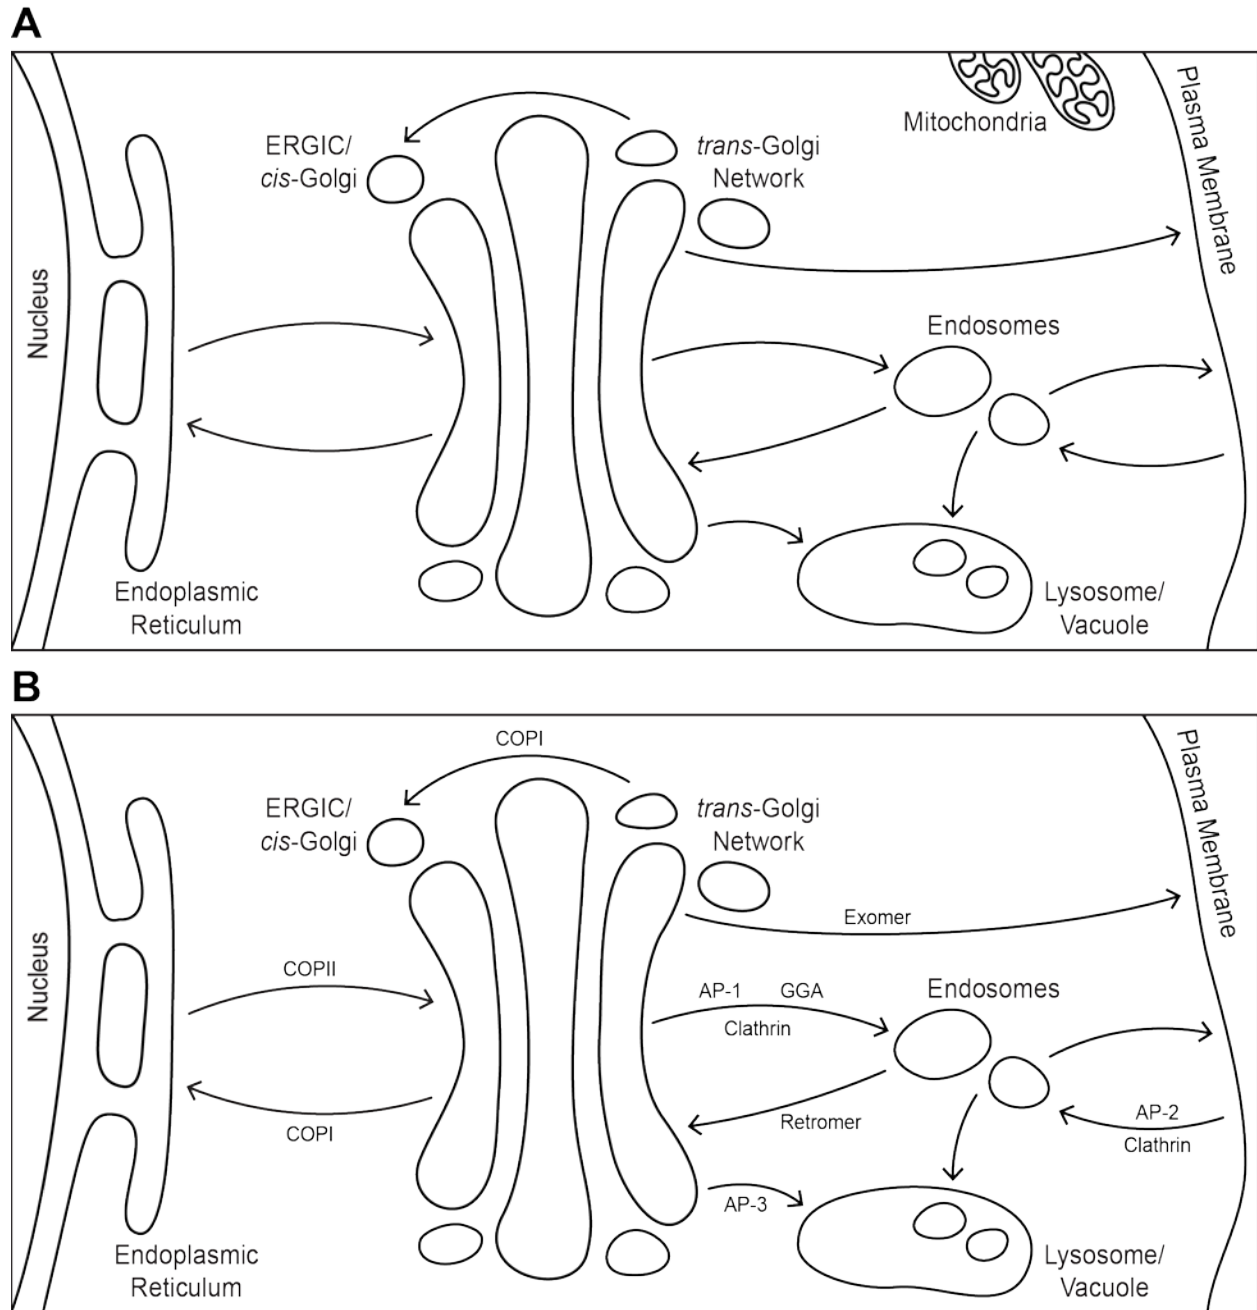 A
Nucleus
Endoplasmic
Reticulum
ERGIC/
cis-Golgi
trans-Golgi
Network
Mitochondria
Plasma Membrane
Endosomes
Lysosome/
Vacuole
B
Nucleus
Endoplasmic
Reticulum
COPII
COPI
ERGIC/
cis-Golgi
COPI
trans-Golgi
Network
Exomer
Plasma Membrane
AP-1 GGA
Clathrin
Endosomes
Retromer
AP-2
Clathrin
AP-3
Lysosome/
Vacuole